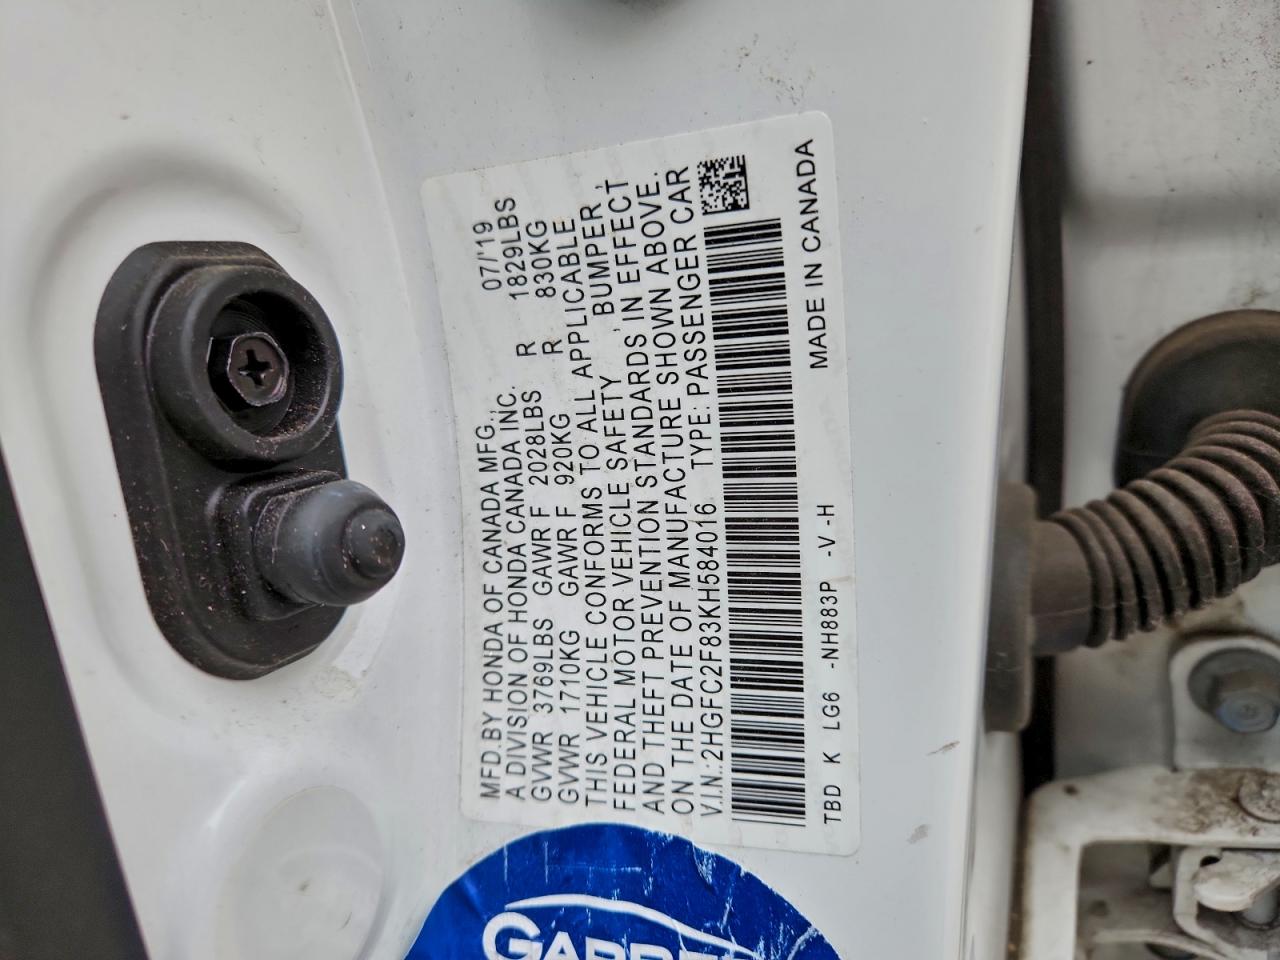 MFD. BY HONDA OF CANADA MFG., 07/'19
A DIVISION OF HONDA CANADA INC.
GVWR 3769LBS GAWR F 2028LBS R 1829LBS
GVWR 1710KG GAWR F 920KG R 830KG
THIS VEHICLE CONFORMS TO ALL APPLICABLE
FEDERAL MOTOR VEHICLE SAFETY, BUMPER,
AND THEFT PREVENTION STANDARDS IN EFFECT
ON THE DATE OF MANUFACTURE SHOWN ABOVE.
V.I.N.:2HGFC2F83KH584016 TYPE: PASSENGER CAR
TBD K LG6 -NH883P -V -H MADE IN CANADA